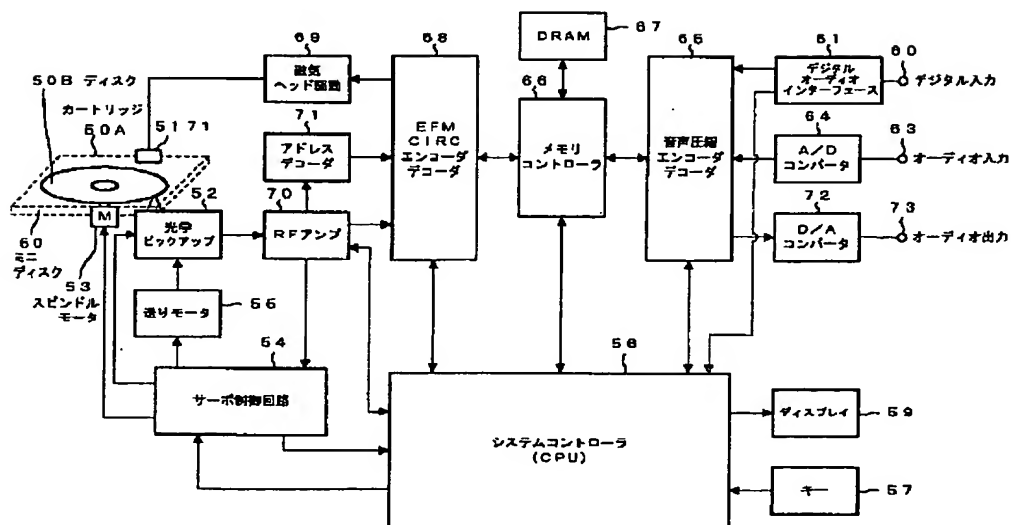 69
磁気
ヘッド駆動
68
EFM
CIRC
エンコーダ
デコーダ
DRAM
67
66
メモリ
コントローラ
65
音声圧縮
エンコーダ
デコーダ
61
デジタル
オーディオ
インターフェース
60
デジタル入力
64
A/D
コンバータ
63
オーディオ入力
72
D/A
コンバータ
73
オーディオ出力
50B ディスク
カートリッジ
50A
5171
71
アドレス
デコーダ
52
光学
ピックアップ
70
RFアンプ
M
60
ミニ
ディスク
53
スピンドル
モータ
送りモータ
55
54
サーボ制御回路
56
システムコントローラ
(CPU)
ディスプレイ
59
キー
57